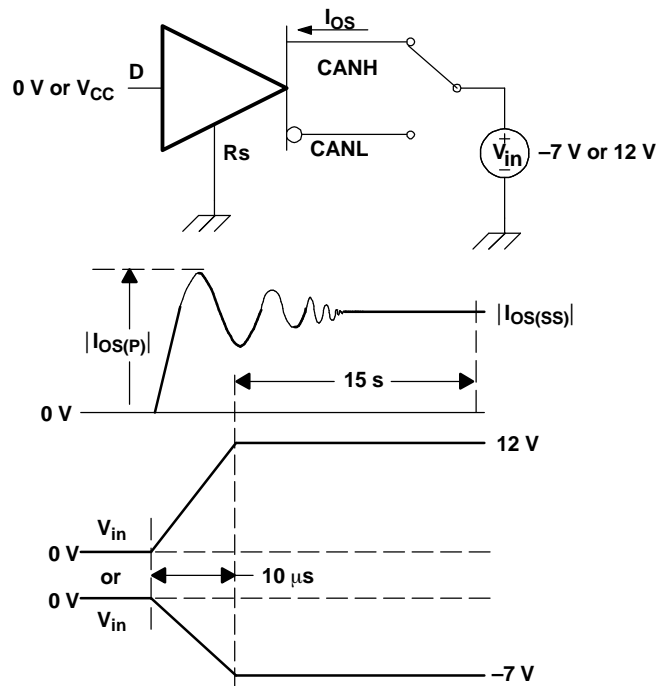 I_OS
D
0 V or V_CC
CANH
Rs
CANL
+
V_in
–
–7 V or 12 V
|I_OS(P)|
|I_OS(SS)|
15 s
0 V
12 V
V_in
0 V
or
10 μs
0 V
V_in
–7 V